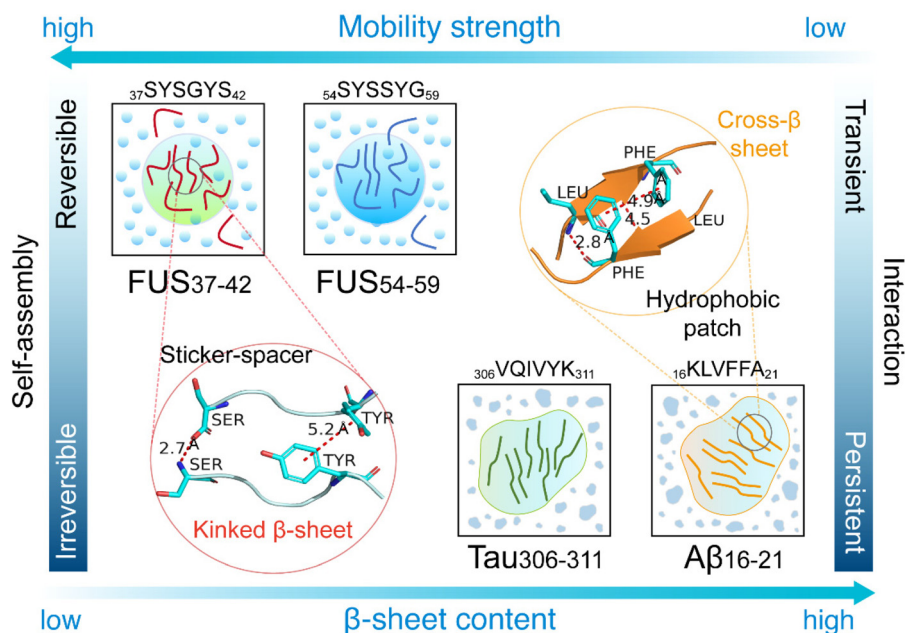 Mobility strength
high
low
Self-assembly
Reversible
Irreversible
Interaction
Transient
Persistent
37SYSGYS42
FUS37-42
54SYSSYG59
FUS54-59
Cross-β
sheet
PHE
LEU
4.9Å
4.5
Å
2.8
LEU
PHE
Hydrophobic
patch
Sticker-spacer
SER
TYR
2.7Å
5.2Å
SER
TYR
Kinked β-sheet
306VQIVYK311
Tau306-311
16KLVFFA21
Aβ16-21
low
β-sheet content
high